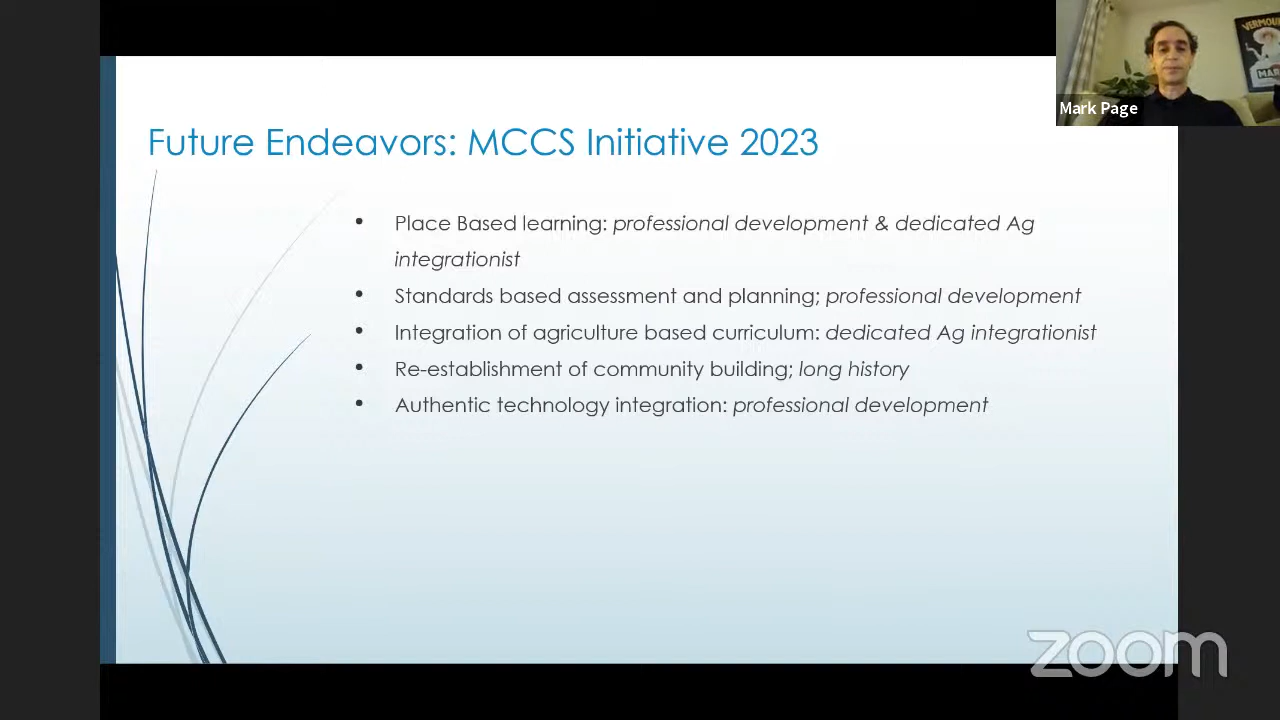 VERMOU
MAR
Mark Page
Future Endeavors: MCCS Initiative 2023
• Place Based learning: professional development & dedicated Ag
integrationist
• Standards based assessment and planning; professional development
• Integration of agriculture based curriculum: dedicated Ag integrationist
• Re-establishment of community building; long history
• Authentic technology integration: professional development
zoom